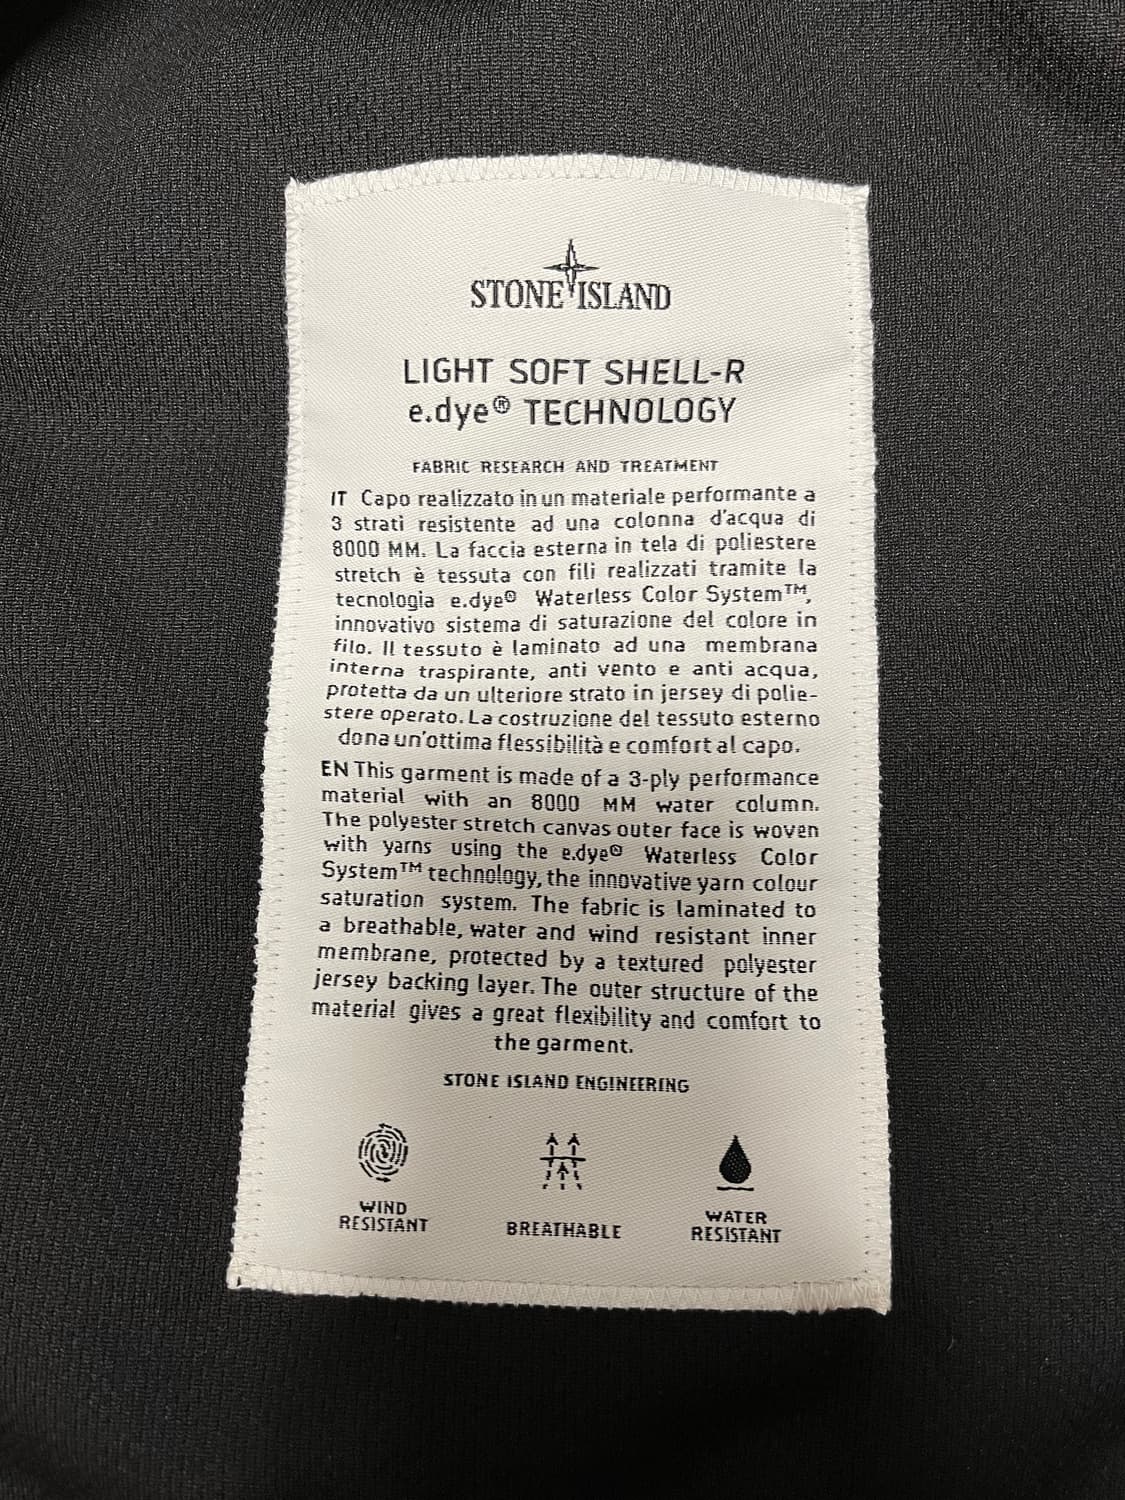 STONE ISLAND
LIGHT SOFT SHELL-R
e.dye® TECHNOLOGY
FABRIC RESEARCH AND TREATMENT
IT Capo realizzato in un materiale performante a
3 strati resistente ad una colonna d'acqua di
8000 MM. La faccia esterna in tela di poliestere
stretch è tessuta con fili realizzati tramite la
tecnologia e.dye® Waterless Color System™,
innovativo sistema di saturazione del colore in
filo. Il tessuto è laminato ad una membrana
interna traspirante, anti vento e anti acqua,
protetta da un ulteriore strato in jersey di polie-
stere operato. La costruzione del tessuto esterno
dona un'ottima flessibilità e comfort al capo.
EN This garment is made of a 3-ply performance
material with an 8000 MM water column.
The polyester stretch canvas outer face is woven
with yarns using the e.dye® Waterless Color
System™ technology, the innovative yarn colour
saturation system. The fabric is laminated to
a breathable, water and wind resistant inner
membrane, protected by a textured polyester
jersey backing layer. The outer structure of the
material gives a great flexibility and comfort to
the garment.
STONE ISLAND ENGINEERING
WIND
RESISTANT
BREATHABLE
WATER
RESISTANT